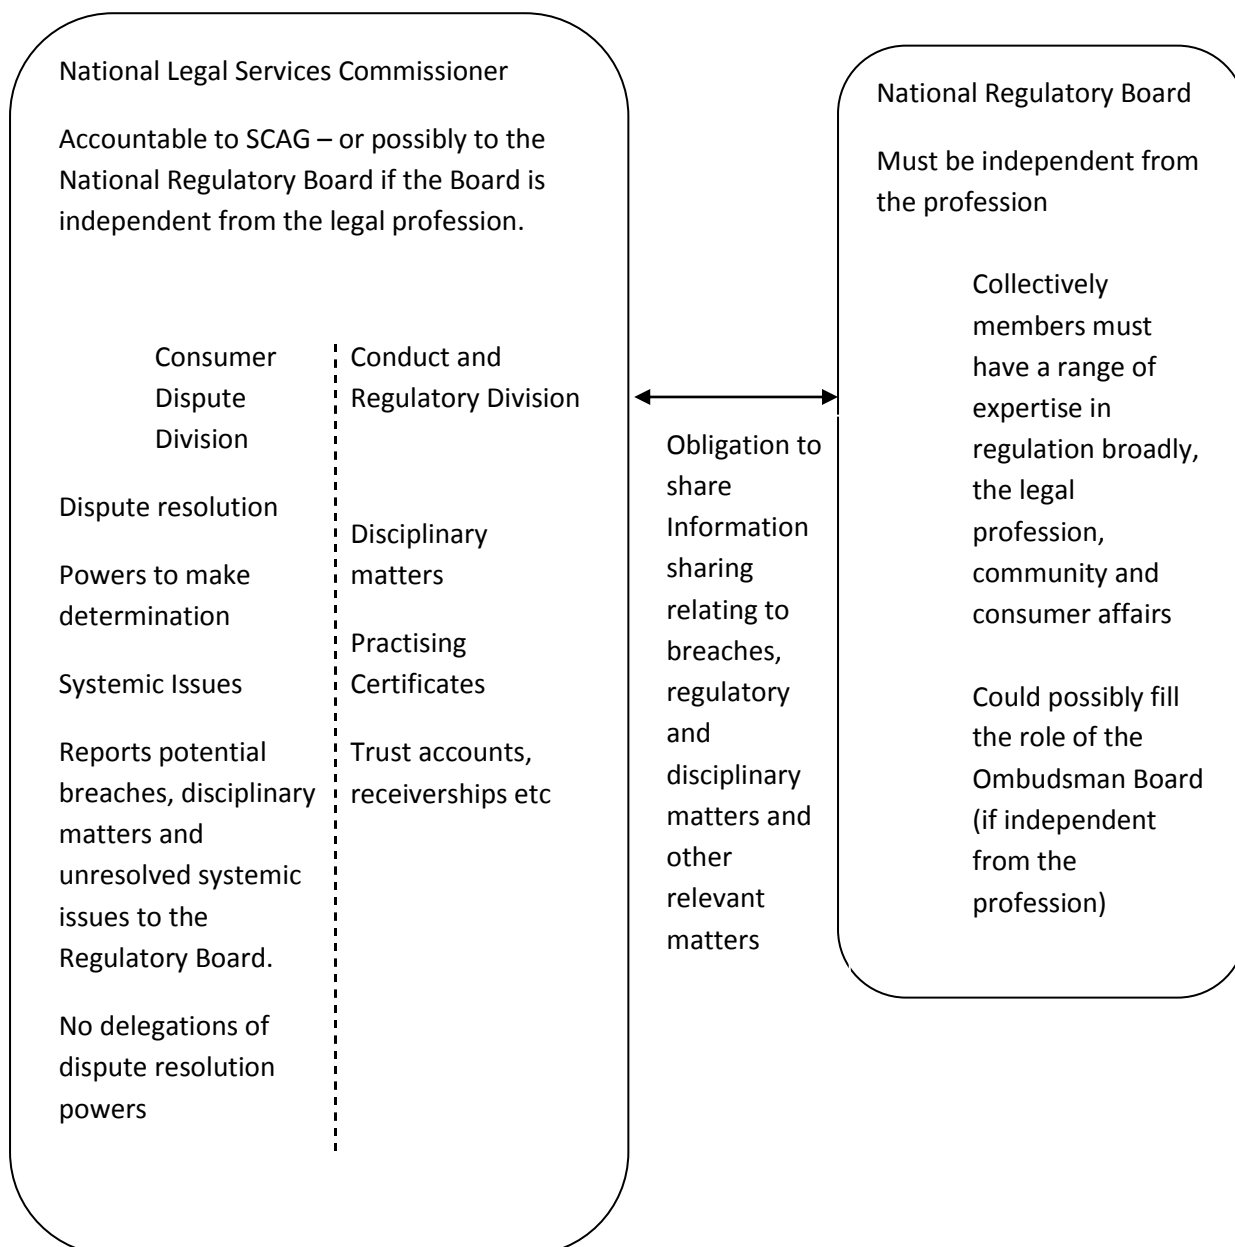 National Legal Services Commissioner
Accountable to SCAG – or possibly to the
National Regulatory Board if the Board is
independent from the legal profession.
Consumer
Dispute
Division
Dispute resolution
Powers to make
determination
Systemic Issues
Reports potential
breaches, disciplinary
matters and
unresolved systemic
issues to the
Regulatory Board.
No delegations of
dispute resolution
powers
Conduct and
Regulatory Division
Disciplinary
matters
Practising
Certificates
Trust accounts,
receiverships etc
Obligation to
share
Information
sharing
relating to
breaches,
regulatory
and
disciplinary
matters and
other
relevant
matters
National Regulatory Board
Must be independent from
the profession
Collectively
members must
have a range of
expertise in
regulation broadly,
the legal
profession,
community and
consumer affairs
Could possibly fill
the role of the
Ombudsman Board
(if independent
from the
profession)